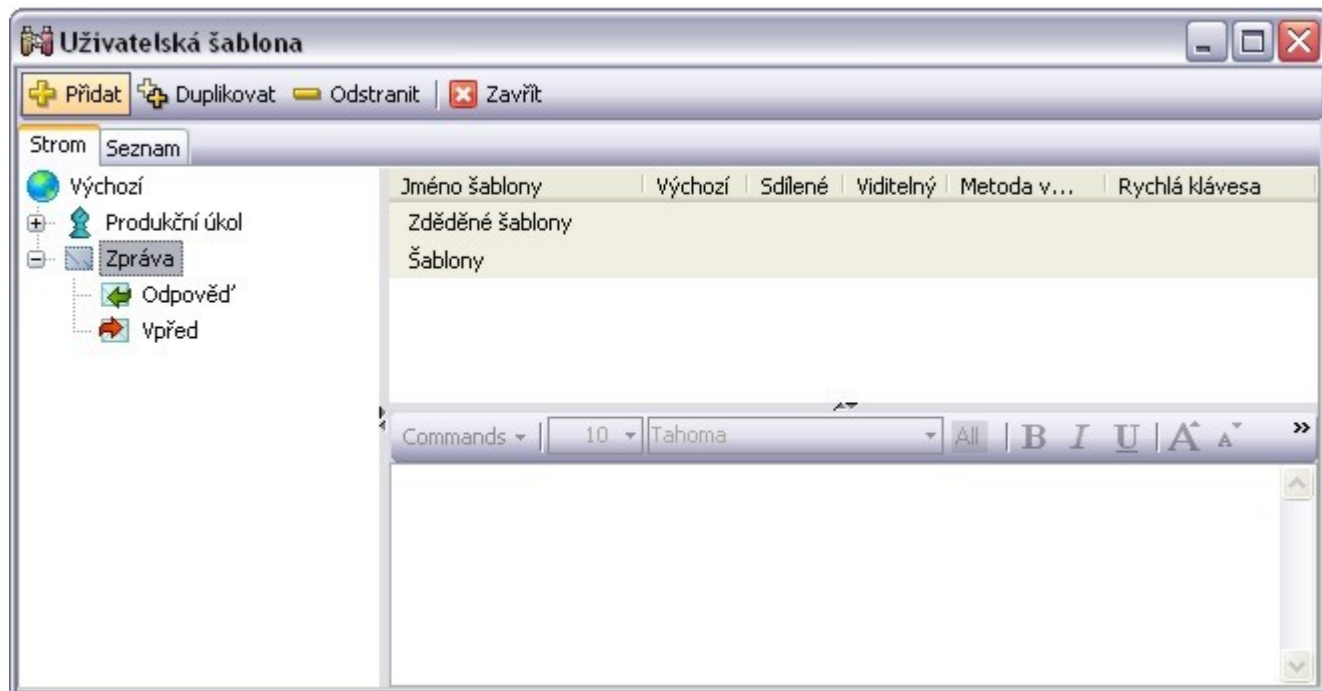 Uživatelská šablona
Přidat Duplikovat Odstranit Zavřít
Strom Seznam
Výchozí
Produkční úkol
Zpráva
Odpověď
Vpřed
Jméno šablony Výchozí Sdílené Viditelný Metoda v... Rychlá klávesa
Zděděné šablony
Šablony
Commands 10 Tahoma All B I U A A »